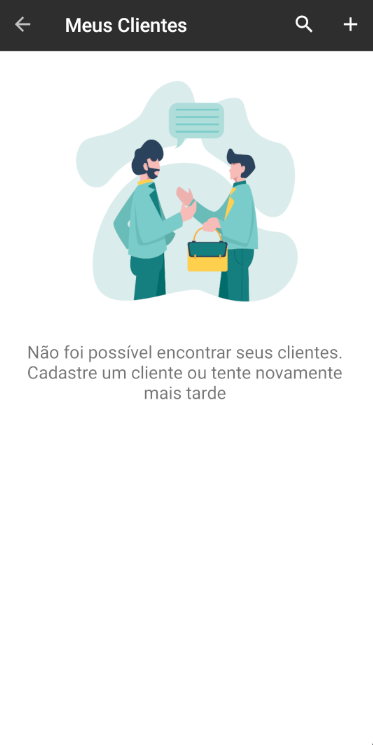 Meus Clientes
Não foi possível encontrar seus clientes.
Cadastre um cliente ou tente novamente
mais tarde